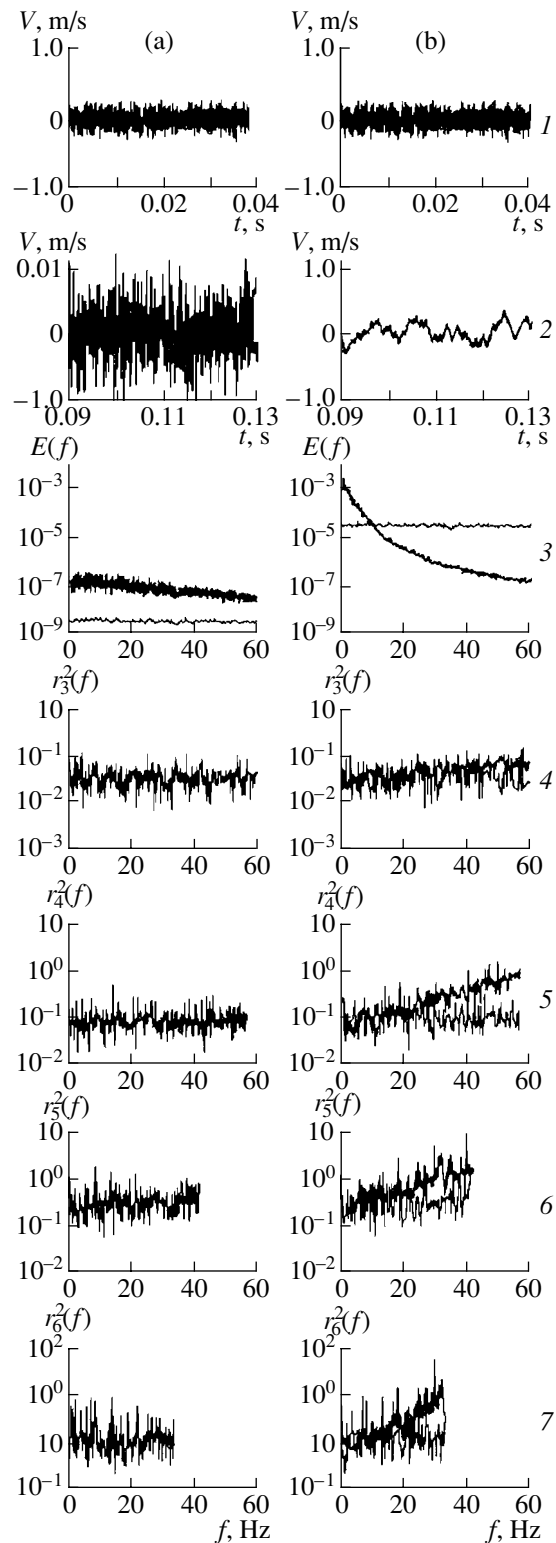 V, m/s (a) V, m/s (b)
1.0 1.0
0 0 1
−1.0 −1.0
0 0.02 0.04 0 0.02 0.04
t, s t, s
V, m/s V, m/s
0.01 1.0
0 0 2
−1.0 −1.0
0.09 0.11 0.13 0.09 0.11 0.13
t, s t, s
E(f) E(f)
10⁻³ 10⁻³
10⁻⁵ 10⁻⁵ 3
10⁻⁷ 10⁻⁷
10⁻⁹ 10⁻⁹
0 20 40 60 0 20 40 60
r₃²(f) r₃²(f)
10 10
10⁻¹ 10⁻¹
10⁻² 10⁻² 4
10⁻³ 10⁻³
0 20 40 60 0 20 40 60
r₄²(f) r₄²(f)
10 10
10⁰ 10⁰
10⁻¹ 10⁻¹ 5
10⁻² 10⁻²
0 20 40 60 0 20 40 60
r₅²(f) r₅²(f)
10 10
10⁰ 10⁰
10⁻¹ 10⁻¹ 6
10⁻² 10⁻²
0 20 40 60 0 20 40 60
r₆²(f) r₆²(f)
10² 10²
10⁰ 10⁰ 7
10 10
10⁻¹ 10⁻¹
0 20 40 60 0 20 40 60
f, Hz f, Hz